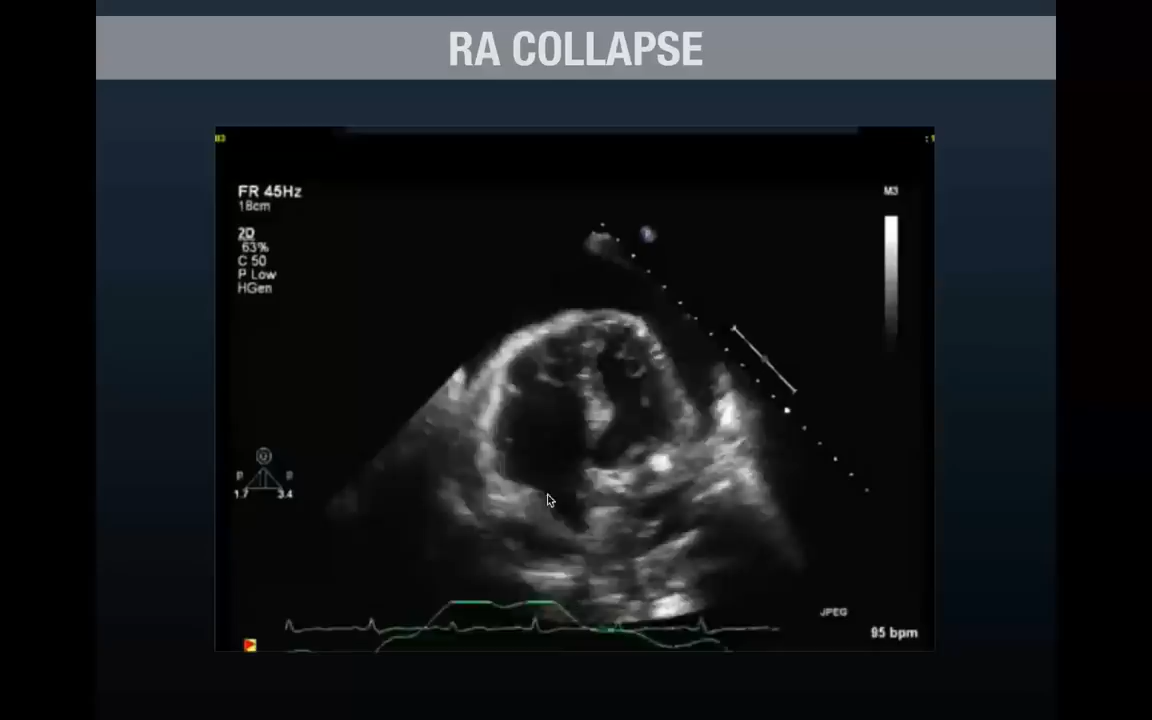 RA COLLAPSE
FR 45Hz
18cm
M3
2D
63%
C 50
P Low
HGen
G
P R
1.7 3.4
JPEG
95 bpm